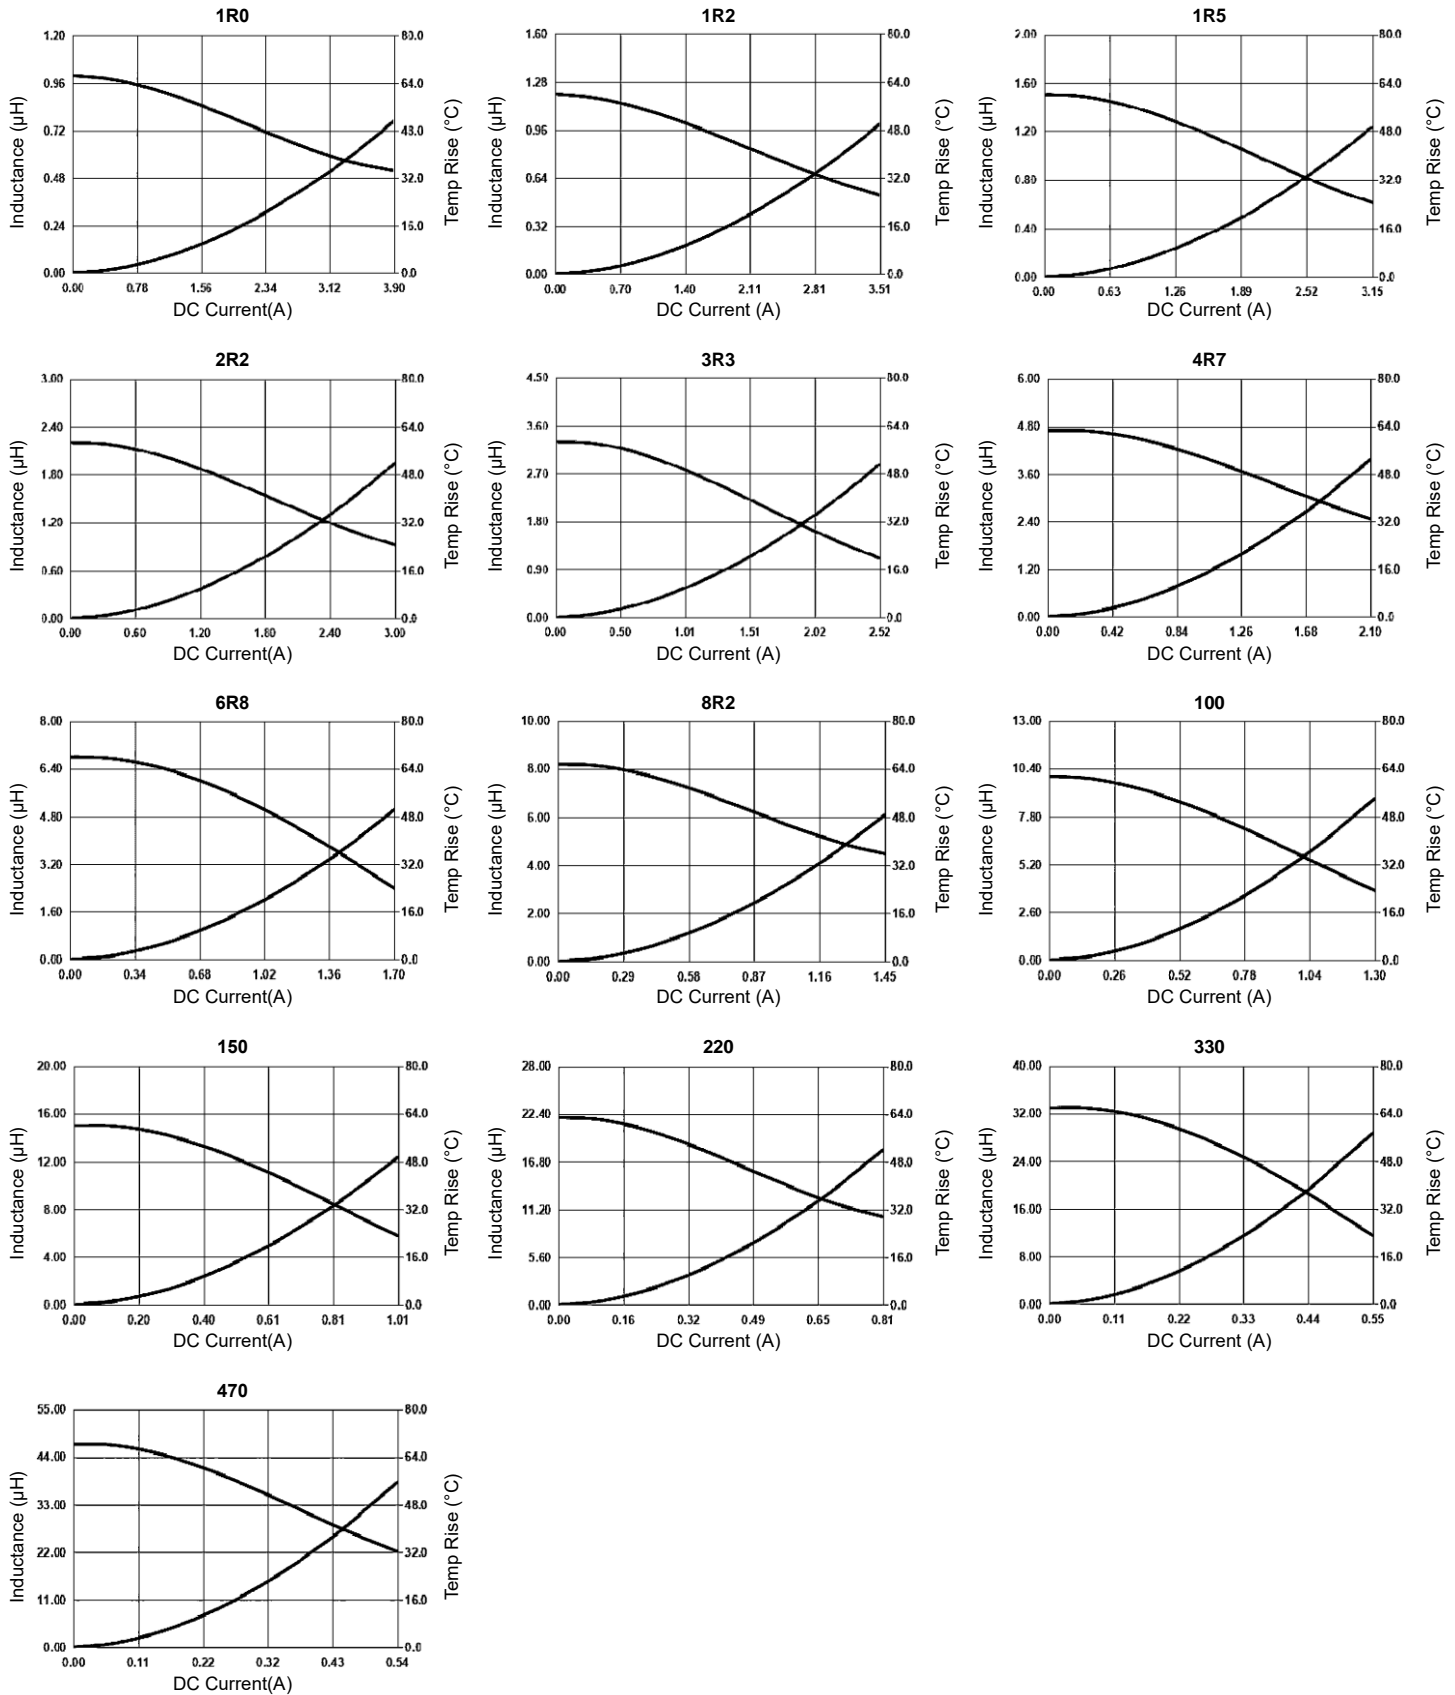 1R0
1.20 80.0
0.96 64.0
0.72 43.0
0.48 32.0
0.24 16.0
0.00 0.0
Inductance (µH)
Temp Rise (°C)
0.00 0.78 1.56 2.34 3.12 3.90
DC Current(A)
1R2
1.60 80.0
1.28 64.0
0.96 48.0
0.64 32.0
0.32 16.0
0.00 0.0
Inductance (µH)
Temp Rise (°C)
0.00 0.70 1.40 2.11 2.81 3.51
DC Current (A)
1R5
2.00 80.0
1.60 64.0
1.20 48.0
0.80 32.0
0.40 16.0
0.00 0.0
Inductance (µH)
Temp Rise (°C)
0.00 0.63 1.26 1.89 2.52 3.15
DC Current (A)
2R2
3.00 80.0
2.40 64.0
1.80 48.0
1.20 32.0
0.60 16.0
0.00 0.0
Inductance (µH)
Temp Rise (°C)
0.00 0.60 1.20 1.80 2.40 3.00
DC Current(A)
3R3
4.50 80.0
3.60 64.0
2.70 48.0
1.80 32.0
0.90 16.0
0.00 0.0
Inductance (µH)
Temp Rise (°C)
0.00 0.50 1.01 1.51 2.02 2.52
DC Current (A)
4R7
6.00 80.0
4.80 64.0
3.60 48.0
2.40 32.0
1.20 16.0
0.00 0.0
Inductance (µH)
Temp Rise (°C)
0.00 0.42 0.84 1.26 1.68 2.10
DC Current (A)
6R8
8.00 80.0
6.40 64.0
4.80 48.0
3.20 32.0
1.60 16.0
0.00 0.0
Inductance (µH)
Temp Rise (°C)
0.00 0.34 0.68 1.02 1.36 1.70
DC Current(A)
8R2
10.00 80.0
8.00 64.0
6.00 48.0
4.00 32.0
2.00 16.0
0.00 0.0
Inductance (µH)
Temp Rise (°C)
0.00 0.29 0.58 0.87 1.16 1.45
DC Current (A)
100
13.00 80.0
10.40 64.0
7.80 48.0
5.20 32.0
2.60 16.0
0.00 0.0
Inductance (µH)
Temp Rise (°C)
0.00 0.26 0.52 0.78 1.04 1.30
DC Current (A)
150
20.00 80.0
16.00 64.0
12.00 48.0
8.00 32.0
4.00 16.0
0.00 0.0
Inductance (µH)
Temp Rise (°C)
0.00 0.20 0.40 0.61 0.81 1.01
DC Current(A)
220
28.00 80.0
22.40 64.0
16.80 48.0
11.20 32.0
5.60 16.0
0.00 0.0
Inductance (µH)
Temp Rise (°C)
0.00 0.16 0.32 0.49 0.65 0.81
DC Current (A)
330
40.00 80.0
32.00 64.0
24.00 48.0
16.00 32.0
8.00 16.0
0.00 0.0
Inductance (µH)
Temp Rise (°C)
0.00 0.11 0.22 0.33 0.44 0.55
DC Current (A)
470
55.00 80.0
44.00 64.0
33.00 48.0
22.00 32.0
11.00 16.0
0.00 0.0
Inductance (µH)
Temp Rise (°C)
0.00 0.11 0.22 0.32 0.43 0.54
DC Current(A)